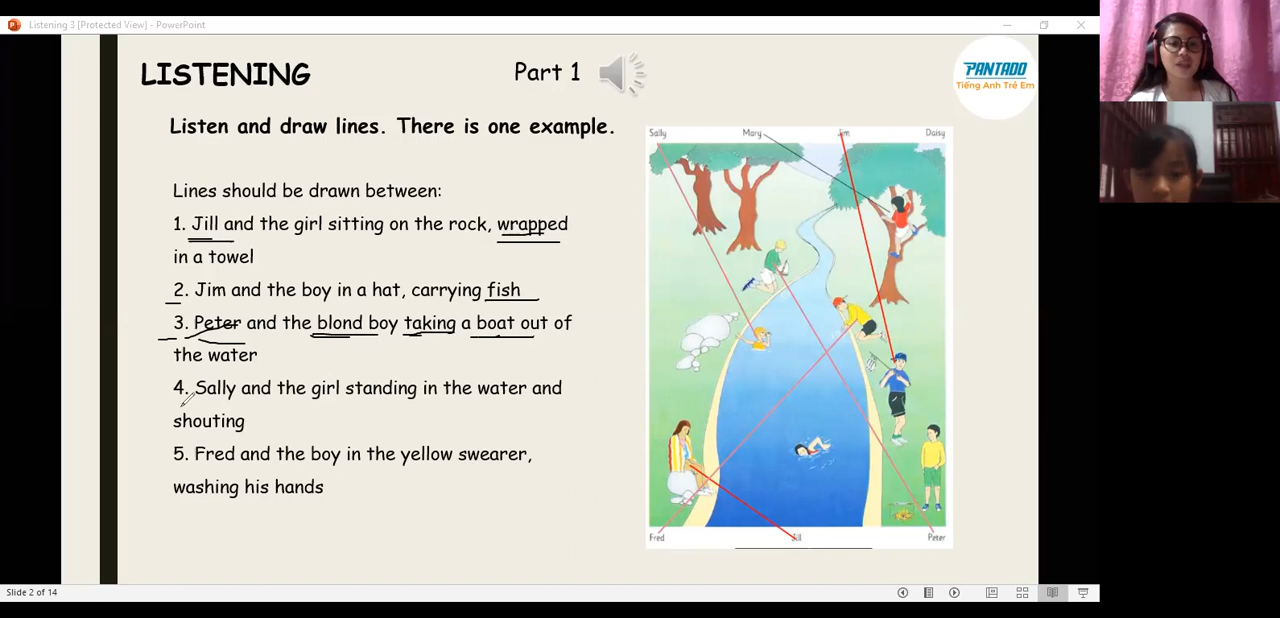 Listening 3 [Protected View] - PowerPoint
LISTENING
Part 1
PANTADO
Tiếng Anh Trẻ Em
Listen and draw lines. There is one example.
Lines should be drawn between:
1. Jill and the girl sitting on the rock, wrapped
in a towel
2. Jim and the boy in a hat, carrying fish
3. Peter and the blond boy taking a boat out of
the water
4. Sally and the girl standing in the water and
shouting
5. Fred and the boy in the yellow swearer,
washing his hands
Sally Mary Jim Daisy
Fred Jill Peter
Slide 2 of 14